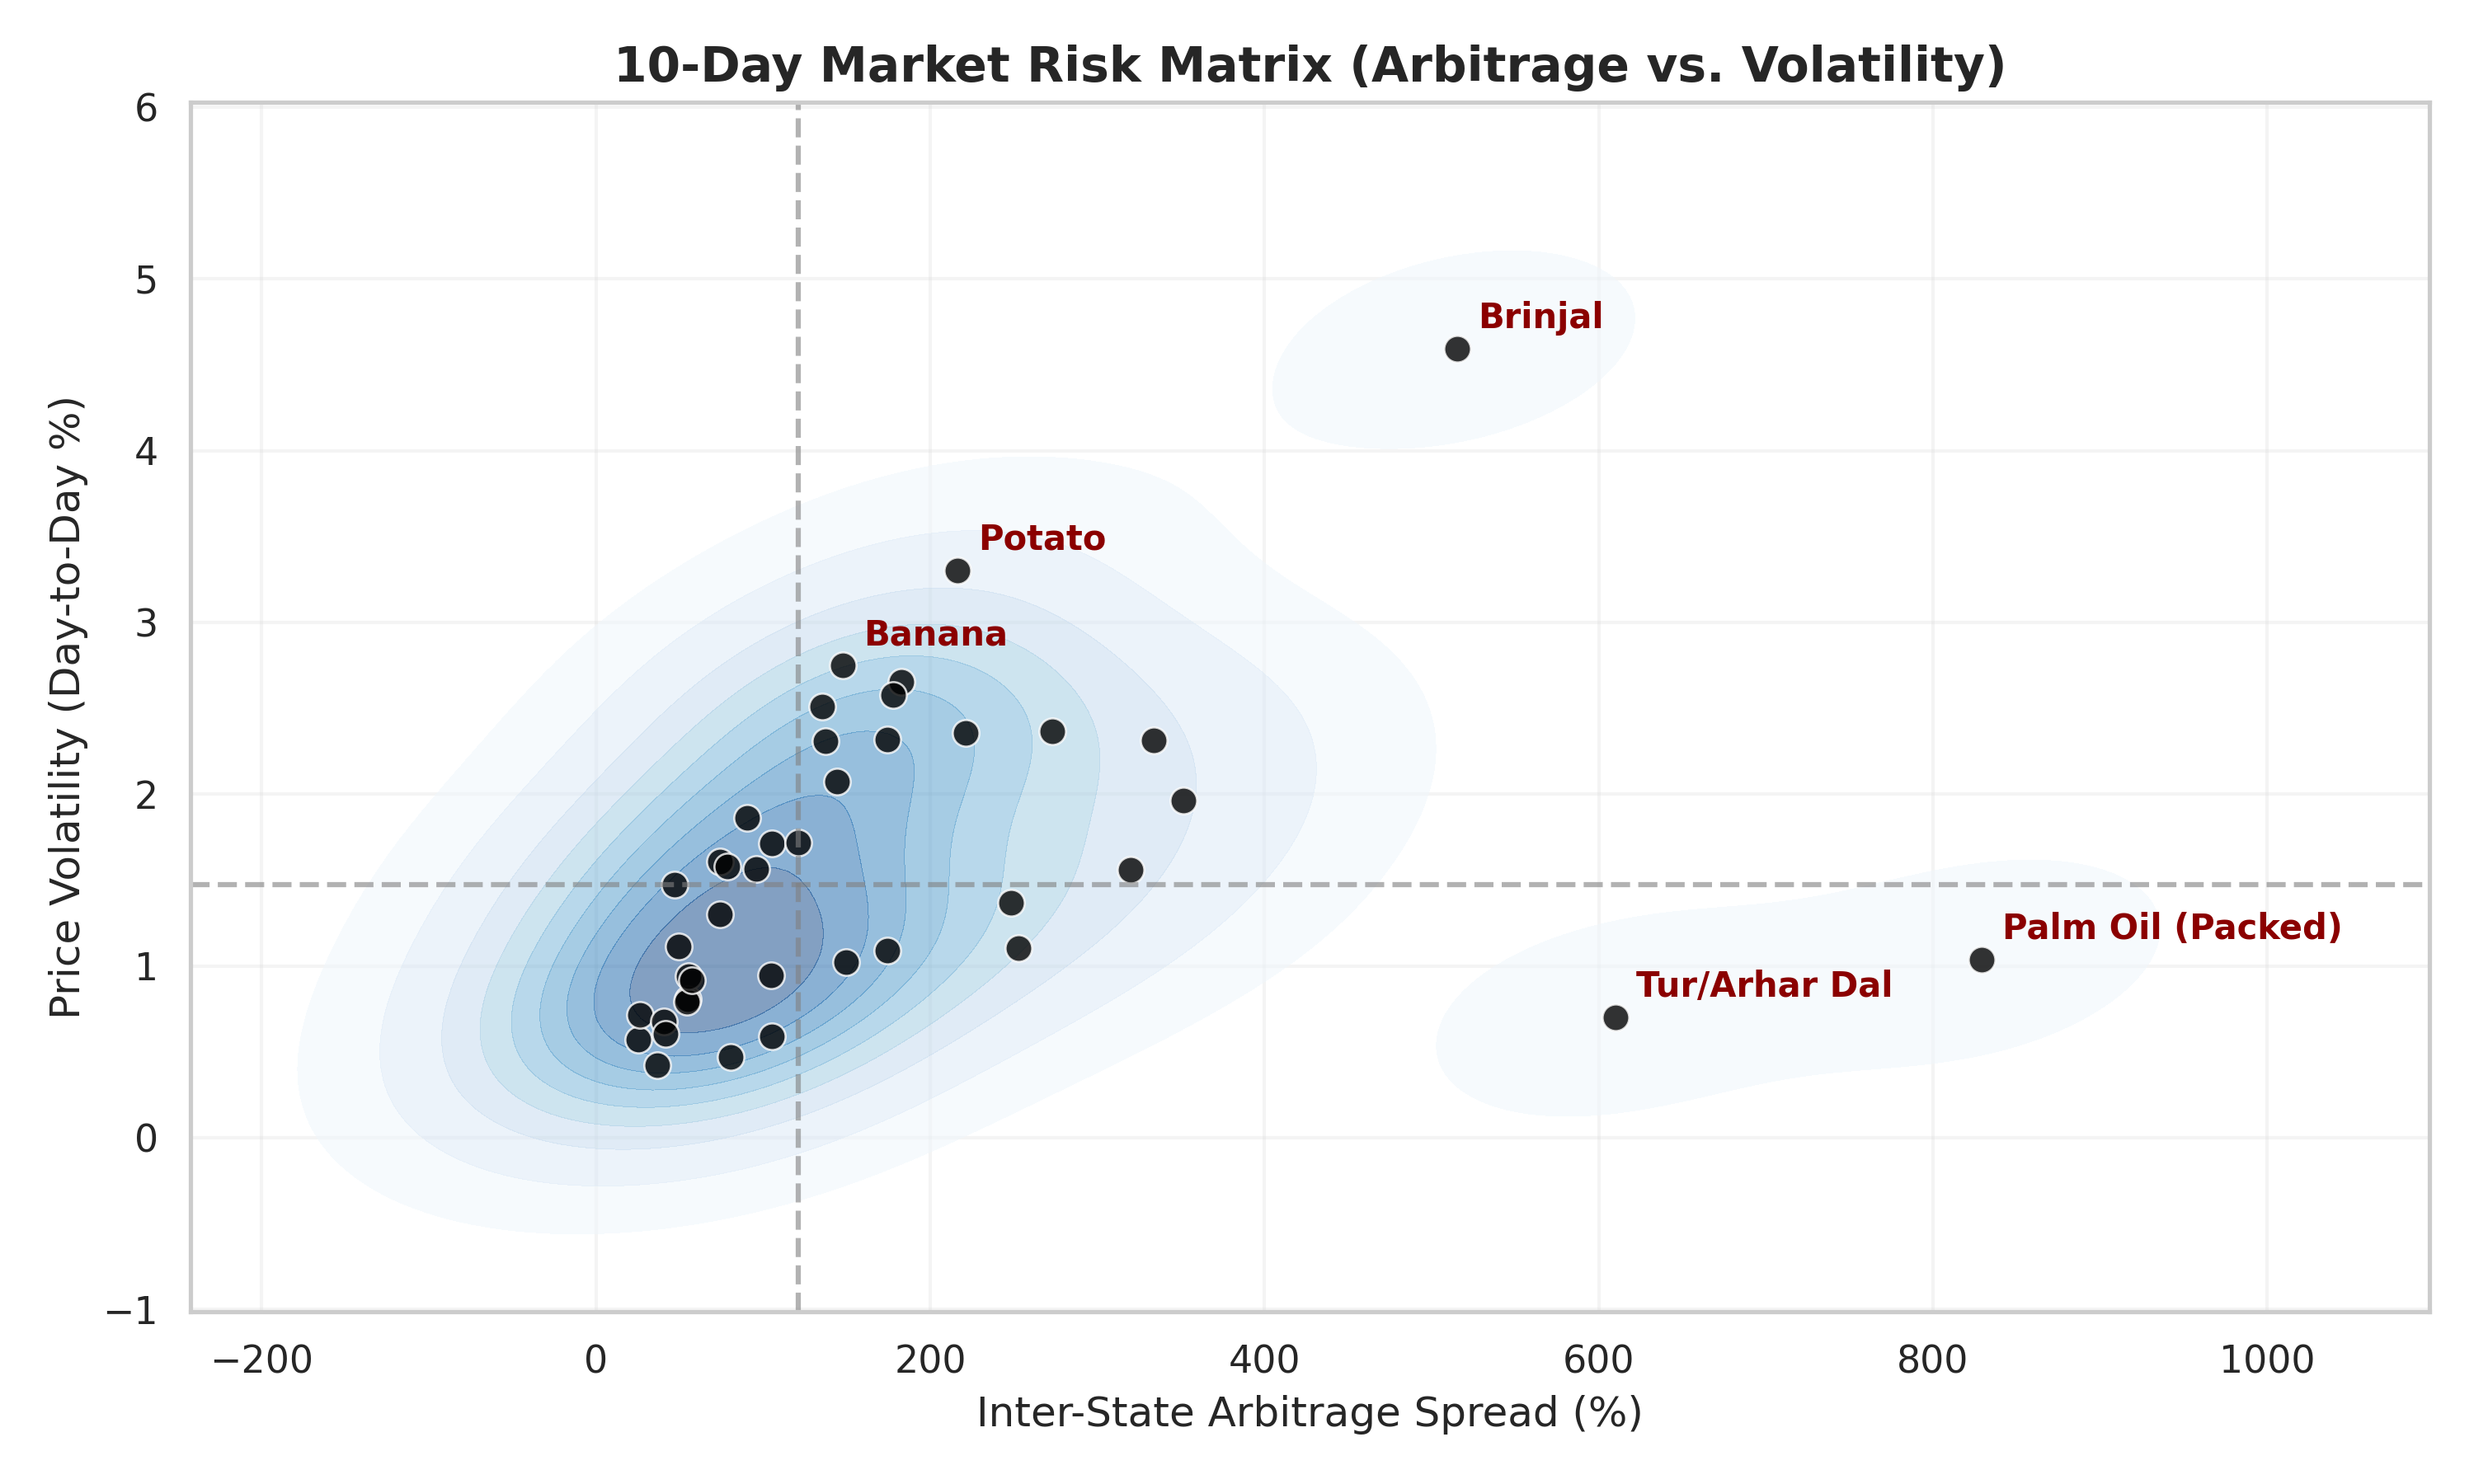 10-Day Market Risk Matrix (Arbitrage vs. Volatility)
6
5
4
3
2
1
0
−1
Price Volatility (Day-to-Day %)
Brinjal
Potato
Banana
Palm Oil (Packed)
Tur/Arhar Dal
−200
0
200
400
600
800
1000
Inter-State Arbitrage Spread (%)